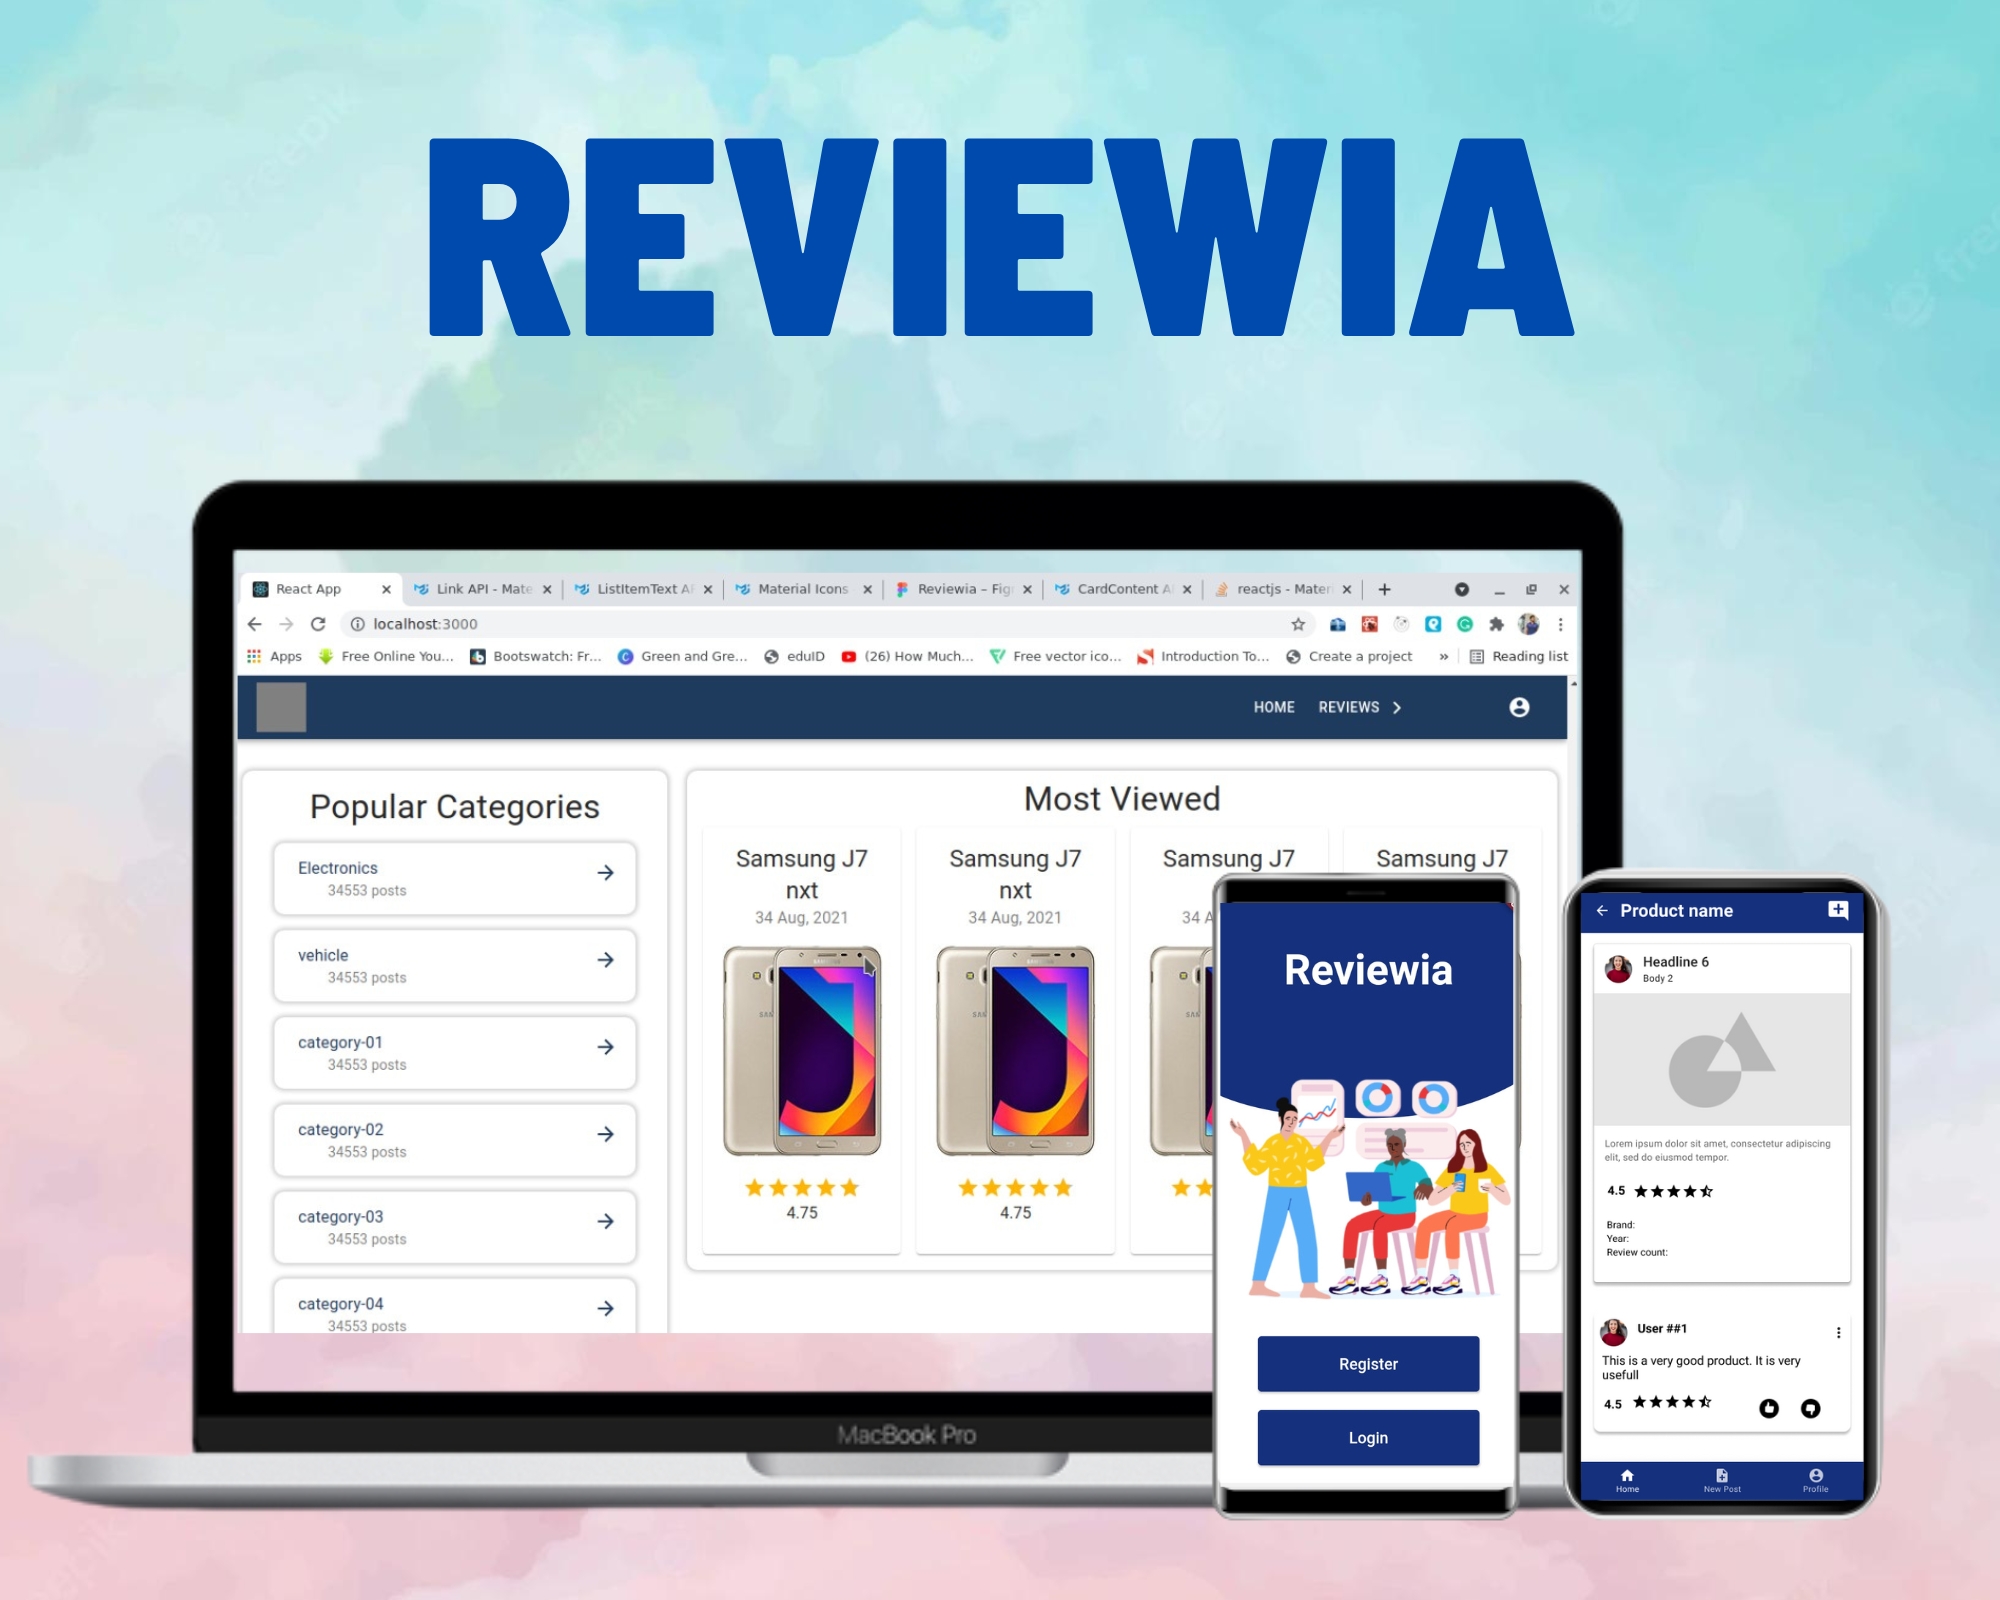 REVIEWIA
React App
Link API - Mate
ListItemText AP
Material Icons
Reviewia – Fig
CardContent A
reactjs - Materi
localhost:3000
Apps
Free Online You...
Bootswatch: Fr...
Green and Gre...
eduID
(26) How Much...
Free vector ico...
Introduction To...
Create a project
»
Reading list
HOME
REVIEWS
Popular Categories
Electronics
34553 posts
vehicle
34553 posts
category-01
34553 posts
category-02
34553 posts
category-03
34553 posts
category-04
34553 posts
Most Viewed
Samsung J7
nxt
34 Aug, 2021
4.75
Samsung J7
nxt
34 Aug, 2021
4.75
Samsung J7
34 A
Samsung J7
MacBook Pro
Reviewia
Register
Login
Product name
Headline 6
Body 2
Lorem ipsum dolor sit amet, consectetur adipiscing
elit, sed do eiusmod tempor.
4.5
Brand:
Year:
Review count:
User ##1
This is a very good product. It is very
usefull
4.5
Home
New Post
Profile